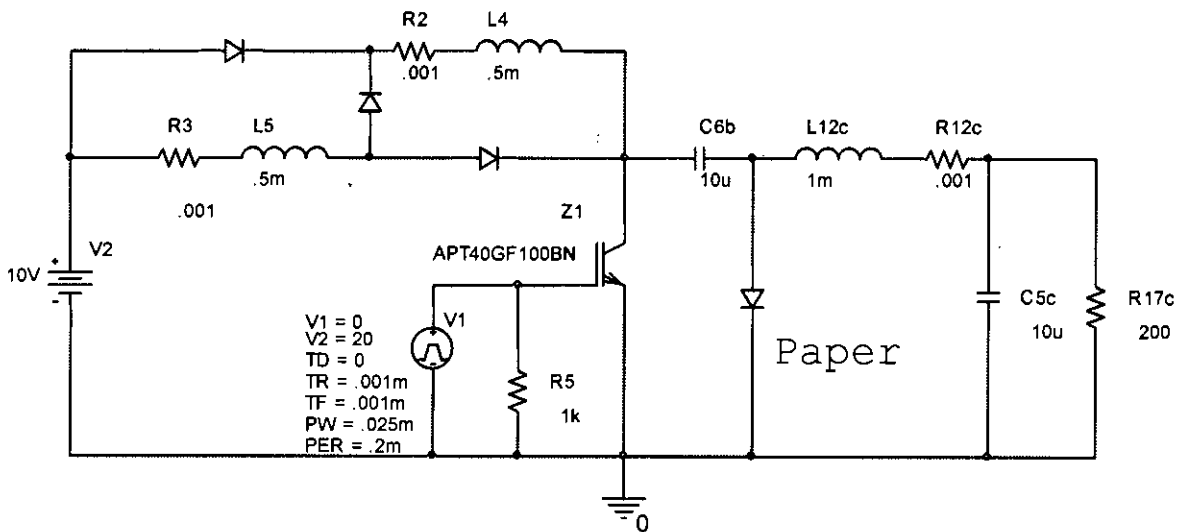 R2
L4
.001
.5m
R3
L5
.5m
.001
C6b
10u
L12c
1m
R12c
.001
Z1
APT40GF100BN
+
V2
10V
-
V1
V1 = 0
V2 = 20
TD = 0
TR = .001m
TF = .001m
PW = .025m
PER = .2m
R5
1k
Paper
C5c
10u
R17c
200
0